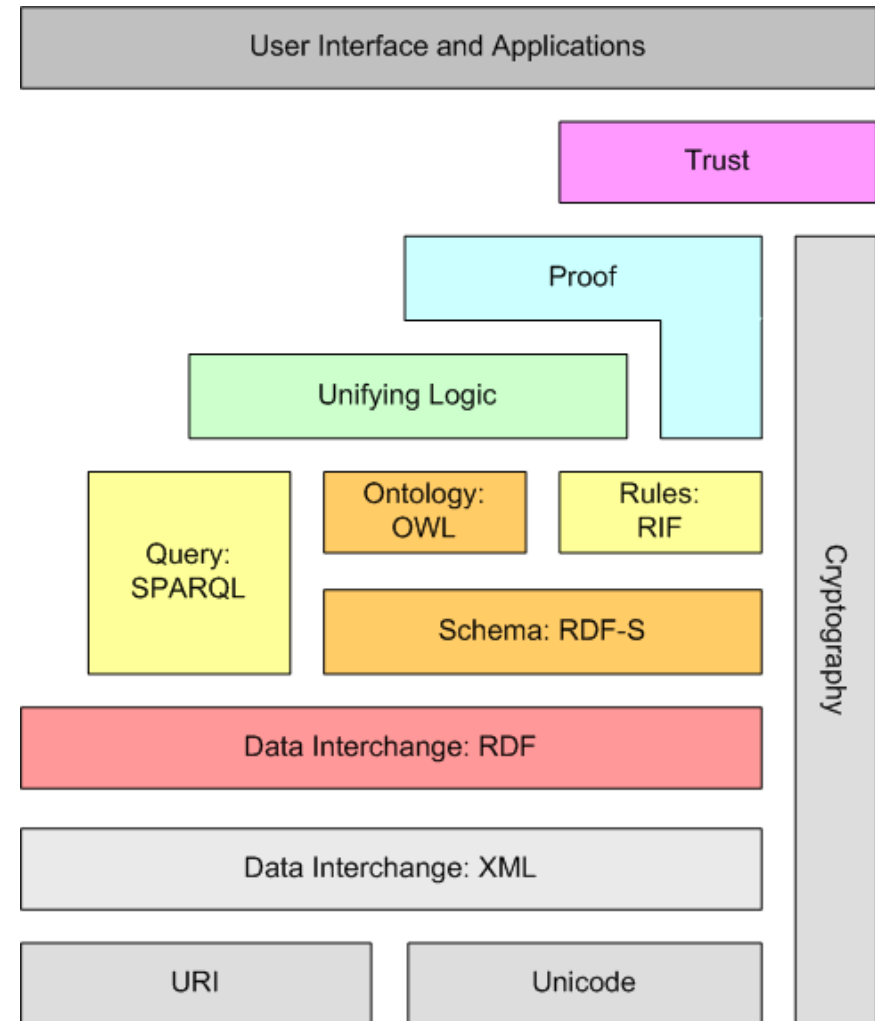 User Interface and Applications
Trust
Proof
Unifying Logic
Query:
SPARQL
Ontology:
OWL
Rules:
RIF
Schema: RDF-S
Cryptography
Data Interchange: RDF
Data Interchange: XML
URI
Unicode